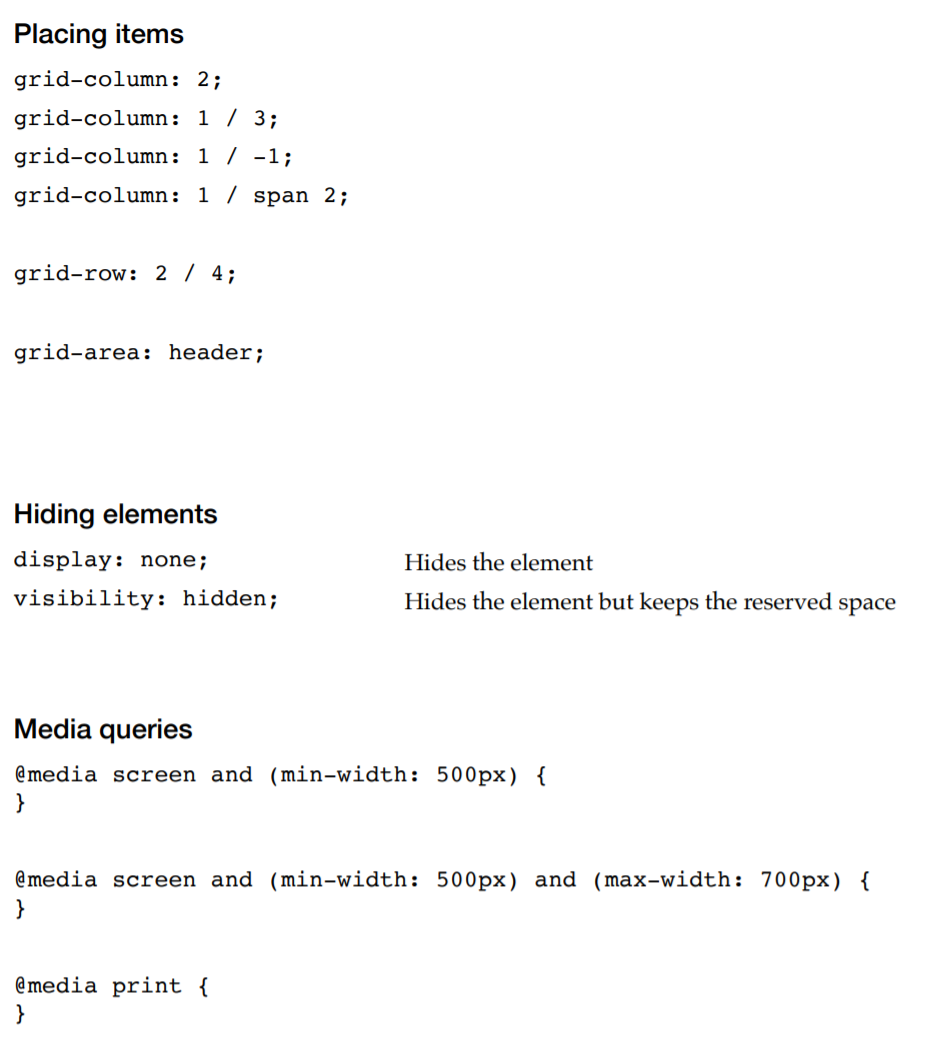 Placing items
grid-column: 2;
grid-column: 1 / 3;
grid-column: 1 / -1;
grid-column: 1 / span 2;
grid-row: 2 / 4;
grid-area: header;
Hiding elements
display: none; Hides the element
visibility: hidden; Hides the element but keeps the reserved space
Media queries
@media screen and (min-width: 500px) {
}
@media screen and (min-width: 500px) and (max-width: 700px) {
}
@media print {
}